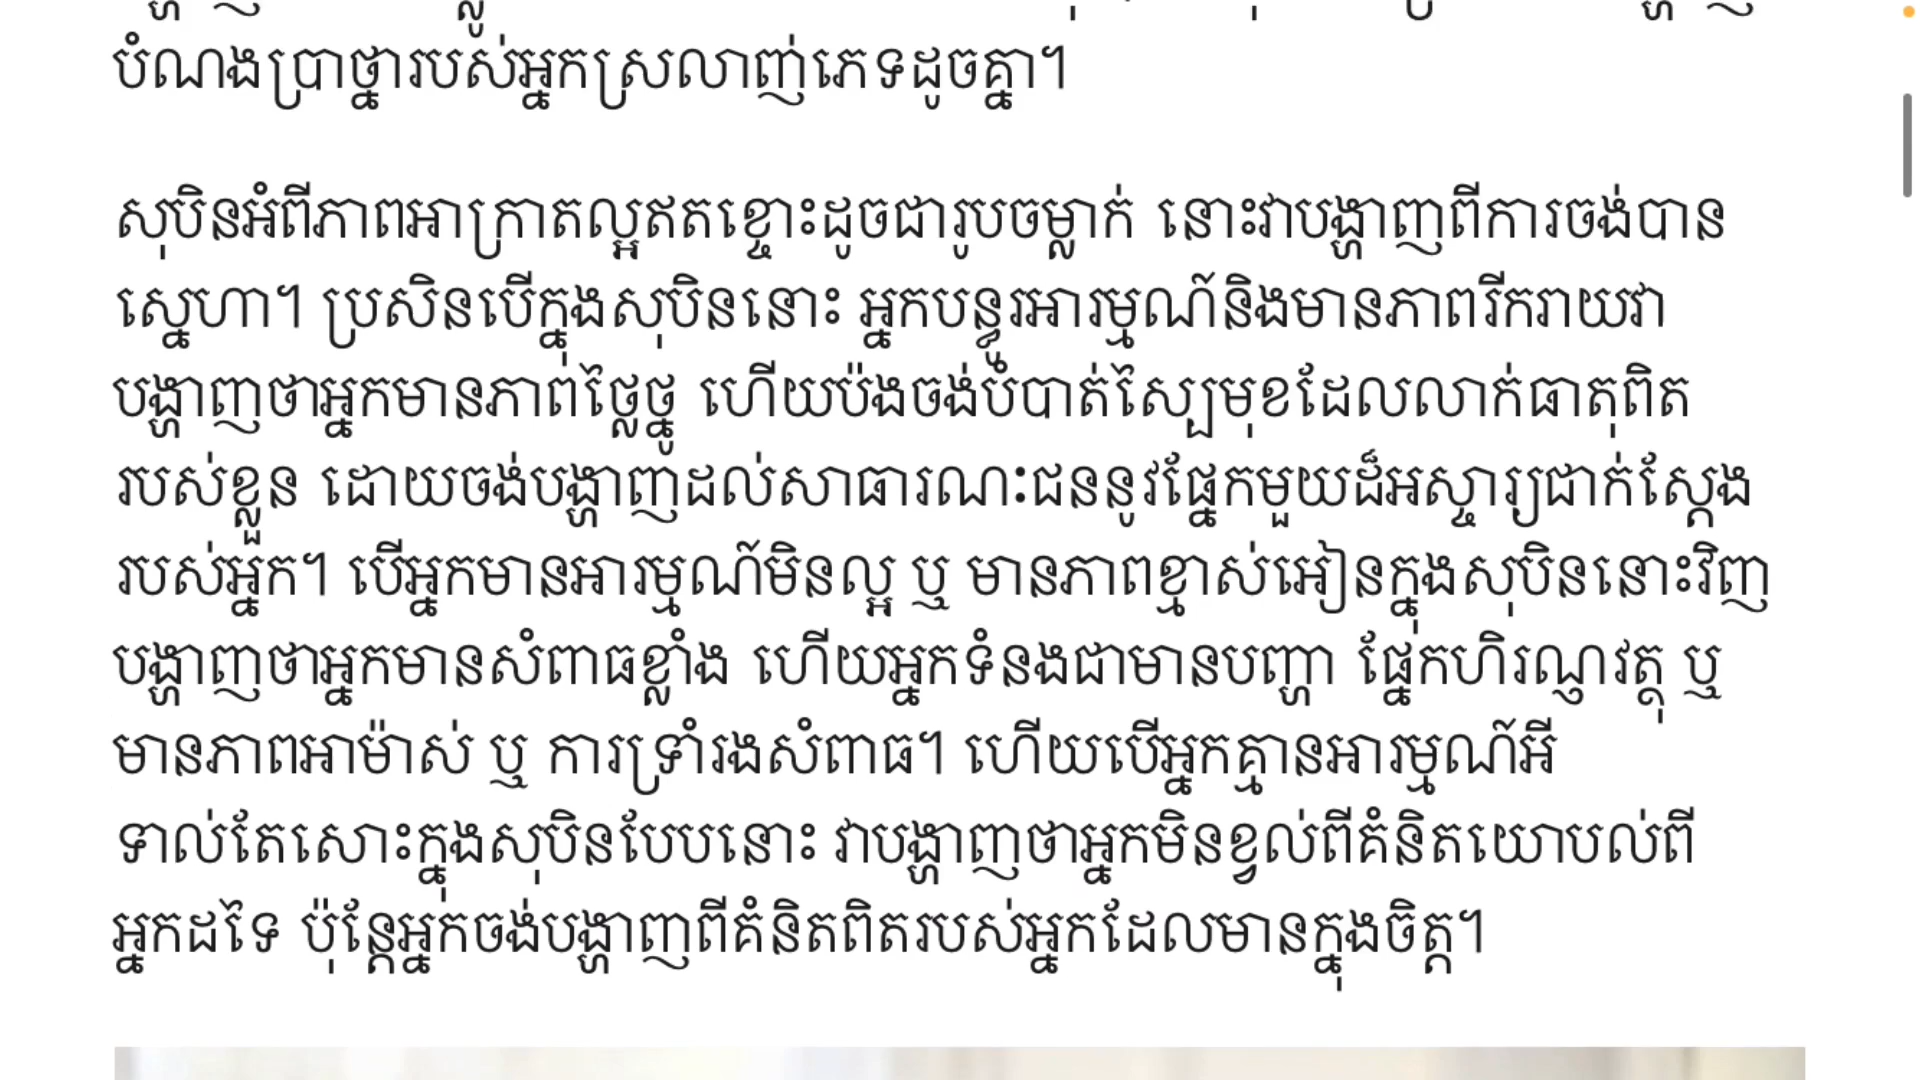 បំណងប្រាថ្នារបស់អ្នកស្រលាញ់ភេទដូចគ្នា។
សុបិនអំពីភាពអាក្រាតល្អឥតខ្ចោះដូចជារូបចម្លាក់ នោះវាបង្ហាញពីការចង់បាន
ស្នេហា។ ប្រសិនបើក្នុងសុបិននោះ អ្នកបន្ធូរអារម្មណ៍និងមានភាពរីករាយវា
បង្ហាញថាអ្នកមានភាពថ្លៃថ្នូ ហើយប៉ងចង់បំបាត់ស្បៃមុខដែលលាក់ធាតុពិត
របស់ខ្លួន ដោយចង់បង្ហាញដល់សាធារណៈជននូវផ្នែកមួយដ៏អស្ចារ្យជាក់ស្តែង
របស់អ្នក។ បើអ្នកមានអារម្មណ៍មិនល្អ ឬ មានភាពខ្មាស់អៀនក្នុងសុបិននោះវិញ
បង្ហាញថាអ្នកមានសំពាធខ្លាំង ហើយអ្នកទំនងជាមានបញ្ហា ផ្នែកហិរណ្ញវត្ថុ ឬ
មានភាពអាម៉ាស់ ឬ ការទ្រាំរងសំពាធ។ ហើយបើអ្នកគ្មានអារម្មណ៍អី
ទាល់តែសោះក្នុងសុបិនបែបនោះ វាបង្ហាញថាអ្នកមិនខ្វល់ពីគំនិតយោបល់ពី
អ្នកដទៃ ប៉ុន្តែអ្នកចង់បង្ហាញពីគំនិតពិតរបស់អ្នកដែលមានក្នុងចិត្ត។